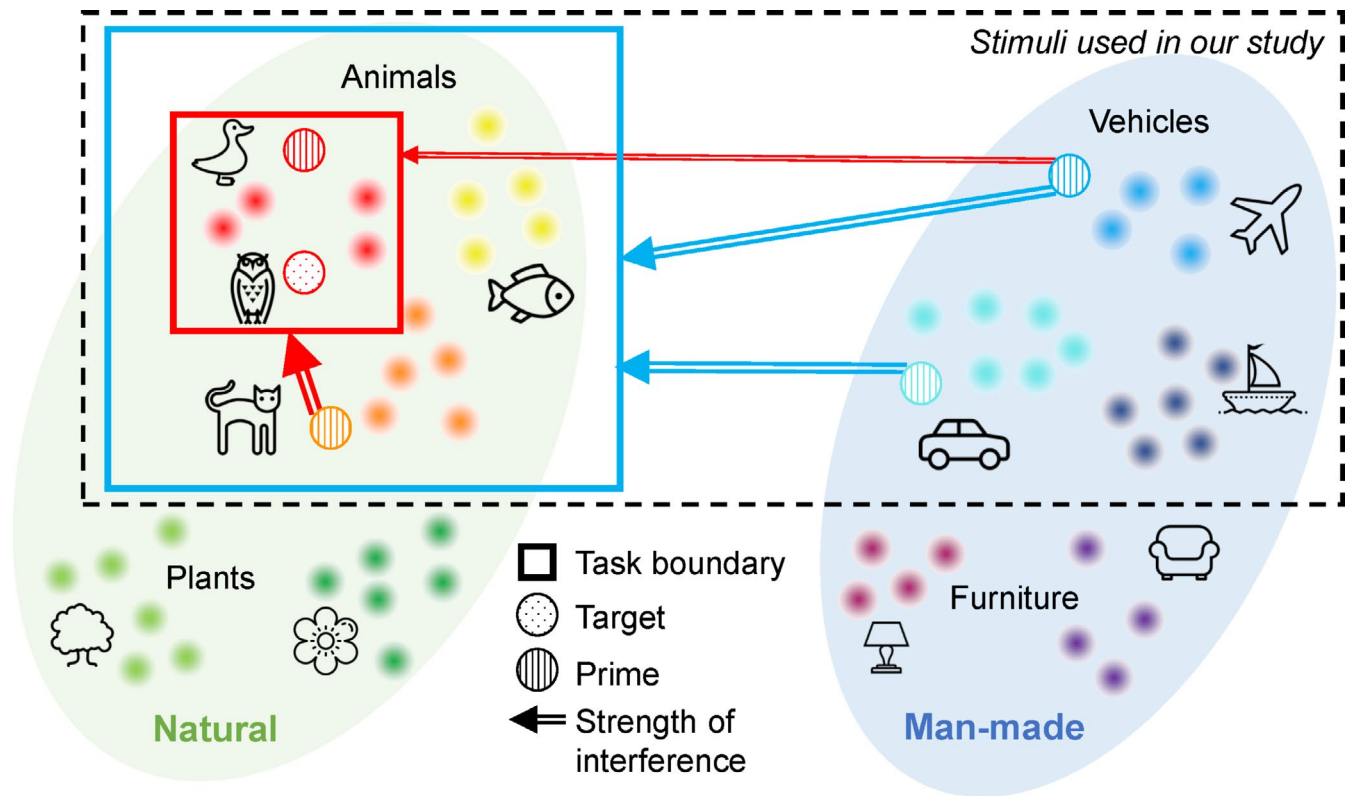 Stimuli used in our study
Animals
Vehicles
Plants
Furniture
Task boundary
Target
Prime
Strength of
interference
Natural
Man-made